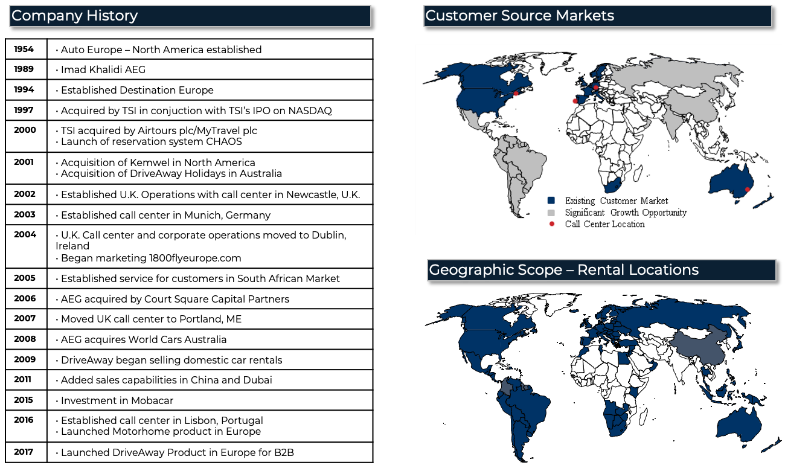 Company History
1954
• Auto Europe – North America established
1989
• Imad Khalidi AEG
1994
• Established Destination Europe
1997
• Acquired by TSI in conjuction with TSI's IPO on NASDAQ
2000
• TSI acquired by Airtours plc/MyTravel plc
• Launch of reservation system CHAOS
2001
• Acquisition of Kemwel in North America
• Acquisition of DriveAway Holidays in Australia
2002
• Established U.K. Operations with call center in Newcastle, U.K.
2003
• Established call center in Munich, Germany
2004
• U.K. Call center and corporate operations moved to Dublin,
Ireland
• Began marketing 1800flyeurope.com
2005
• Established service for customers in South African Market
2006
• AEG acquired by Court Square Capital Partners
2007
• Moved UK call center to Portland, ME
2008
• AEG acquires World Cars Australia
2009
• DriveAway began selling domestic car rentals
2011
• Added sales capabilities in China and Dubai
2015
• Investment in Mobacar
2016
• Established call center in Lisbon, Portugal
• Launched Motorhome product in Europe
2017
• Launched DriveAway Product in Europe for B2B
Customer Source Markets
Existing Customer Market
Significant Growth Opportunity
Call Center Location
Geographic Scope – Rental Locations